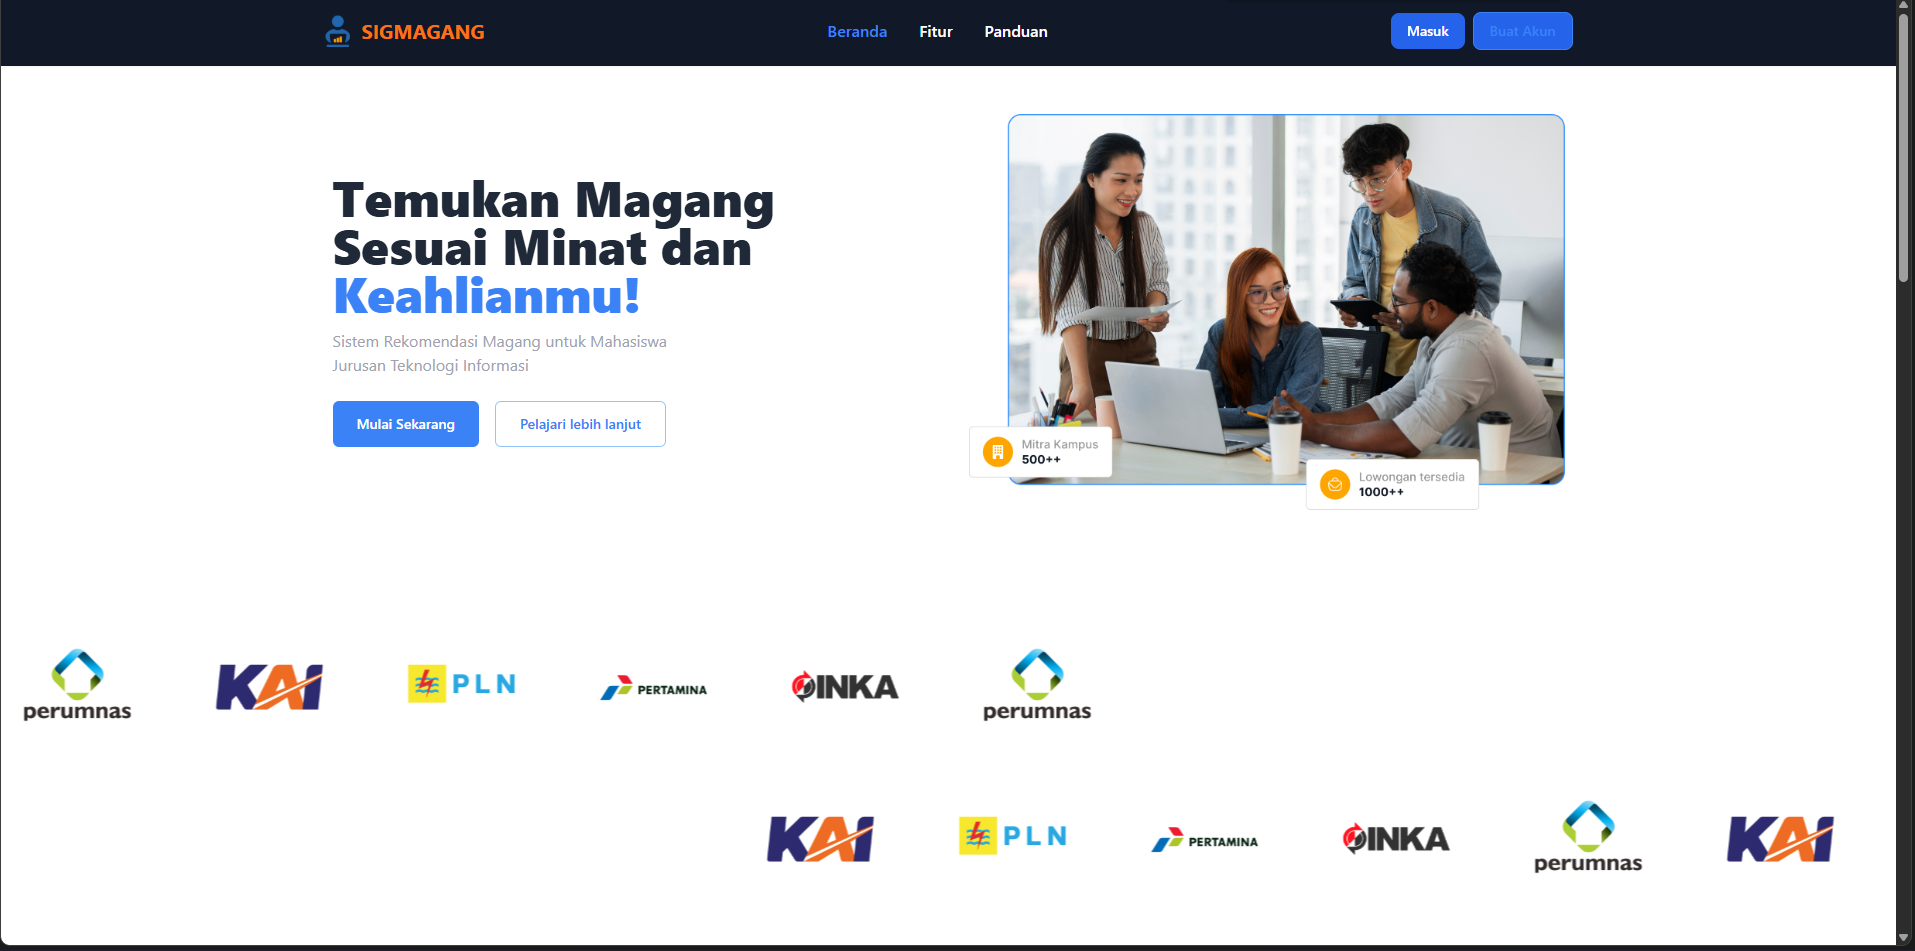 SIGMAGANG
Beranda
Fitur
Panduan
Masuk
Buat Akun
Temukan Magang
Sesuai Minat dan
Keahlianmu!
Sistem Rekomendasi Magang untuk Mahasiswa
Jurusan Teknologi Informasi
Mulai Sekarang
Pelajari lebih lanjut
Mitra Kampus
500++
Lowongan tersedia
1000++
perumnas
KAI
PLN
PERTAMINA
INKA
perumnas
KAI
PLN
PERTAMINA
INKA
perumnas
KAI